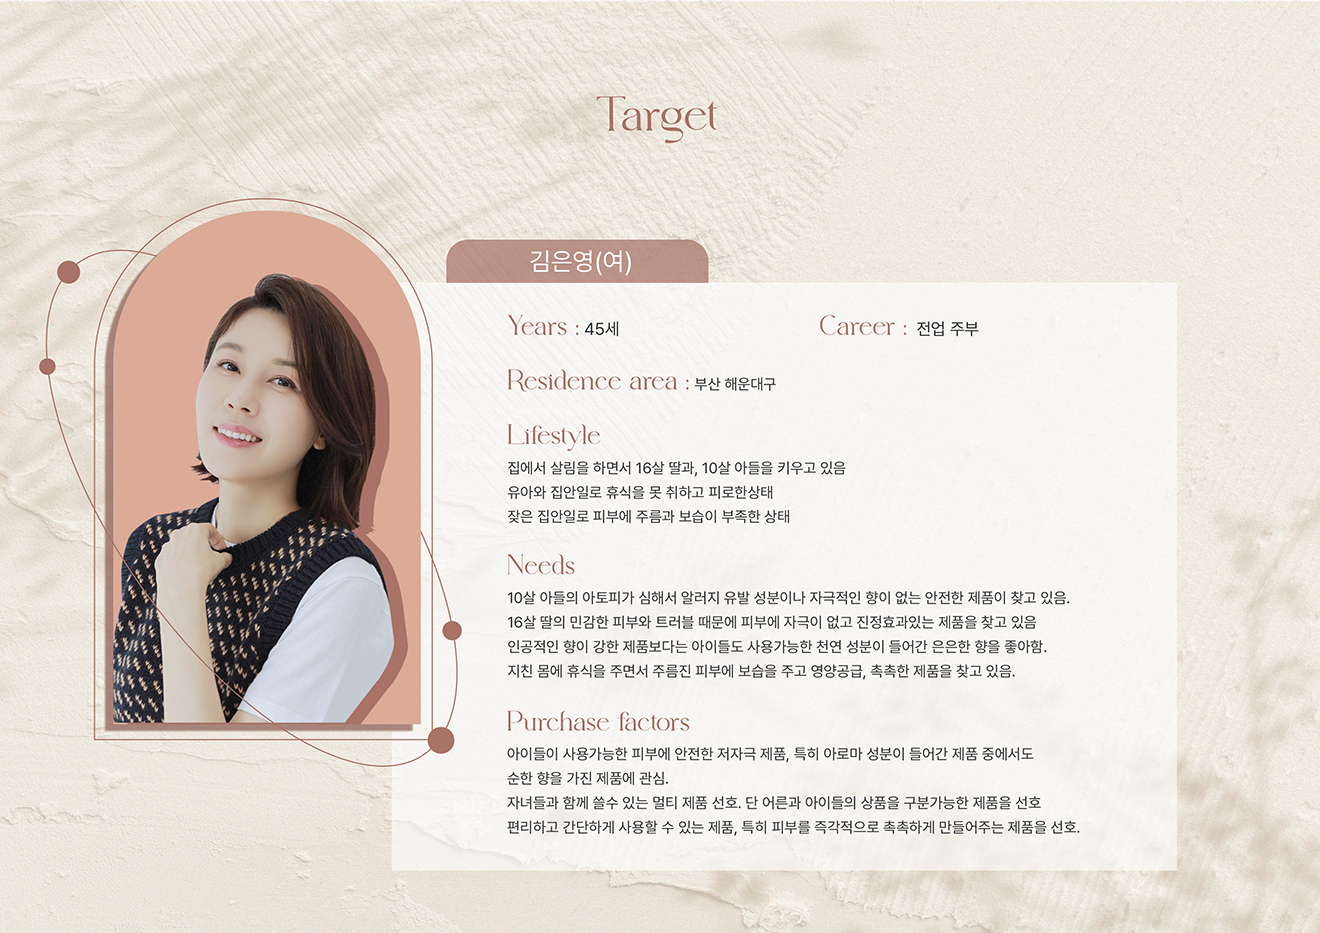 Target
김은영(여)
Years : 45세
Career : 전업 주부
Residence area : 부산 해운대구
Lifestyle
집에서 살림을 하면서 16살 딸과, 10살 아들을 키우고 있음
유아와 집안일로 휴식을 못 취하고 피로한상태
잦은 집안일로 피부에 주름과 보습이 부족한 상태
Needs
10살 아들의 아토피가 심해서 알러지 유발 성분이나 자극적인 향이 없는 안전한 제품이 찾고 있음.
16살 딸의 민감한 피부와 트러블 때문에 피부에 자극이 없고 진정효과있는 제품을 찾고 있음
인공적인 향이 강한 제품보다는 아이들도 사용가능한 천연 성분이 들어간 은은한 향을 좋아함.
지친 몸에 휴식을 주면서 주름진 피부에 보습을 주고 영양공급, 촉촉한 제품을 찾고 있음.
Purchase factors
아이들이 사용가능한 피부에 안전한 저자극 제품, 특히 아로마 성분이 들어간 제품 중에서도
순한 향을 가진 제품에 관심.
자녀들과 함께 쓸수 있는 멀티 제품 선호. 단 어른과 아이들의 상품을 구분가능한 제품을 선호
편리하고 간단하게 사용할 수 있는 제품, 특히 피부를 즉각적으로 촉촉하게 만들어주는 제품을 선호.